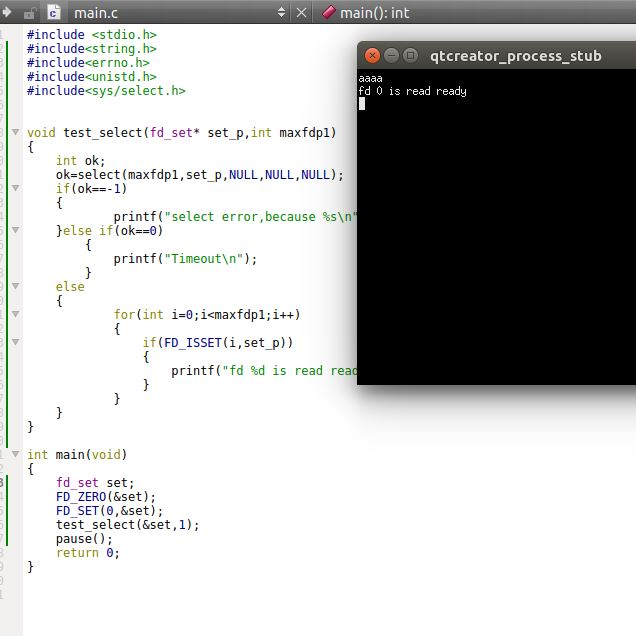 main.c
main(): int
#include <stdio.h>
#include<string.h>
#include<errno.h>
#include<unistd.h>
#include<sys/select.h>
void test_select(fd_set* set_p,int maxfdp1)
{
int ok;
ok=select(maxfdp1,set_p,NULL,NULL,NULL);
if(ok==-1)
{
printf("select error,because %s\n"
}else if(ok==0)
{
printf("Timeout\n");
}
else
{
for(int i=0;i<maxfdp1;i++)
{
if(FD_ISSET(i,set_p))
{
printf("fd %d is read read
}
}
}
}
int main(void)
{
fd_set set;
FD_ZERO(&set);
FD_SET(0,&set);
test_select(&set,1);
pause();
return 0;
}
qtcreator_process_stub
aaaa
fd 0 is read ready